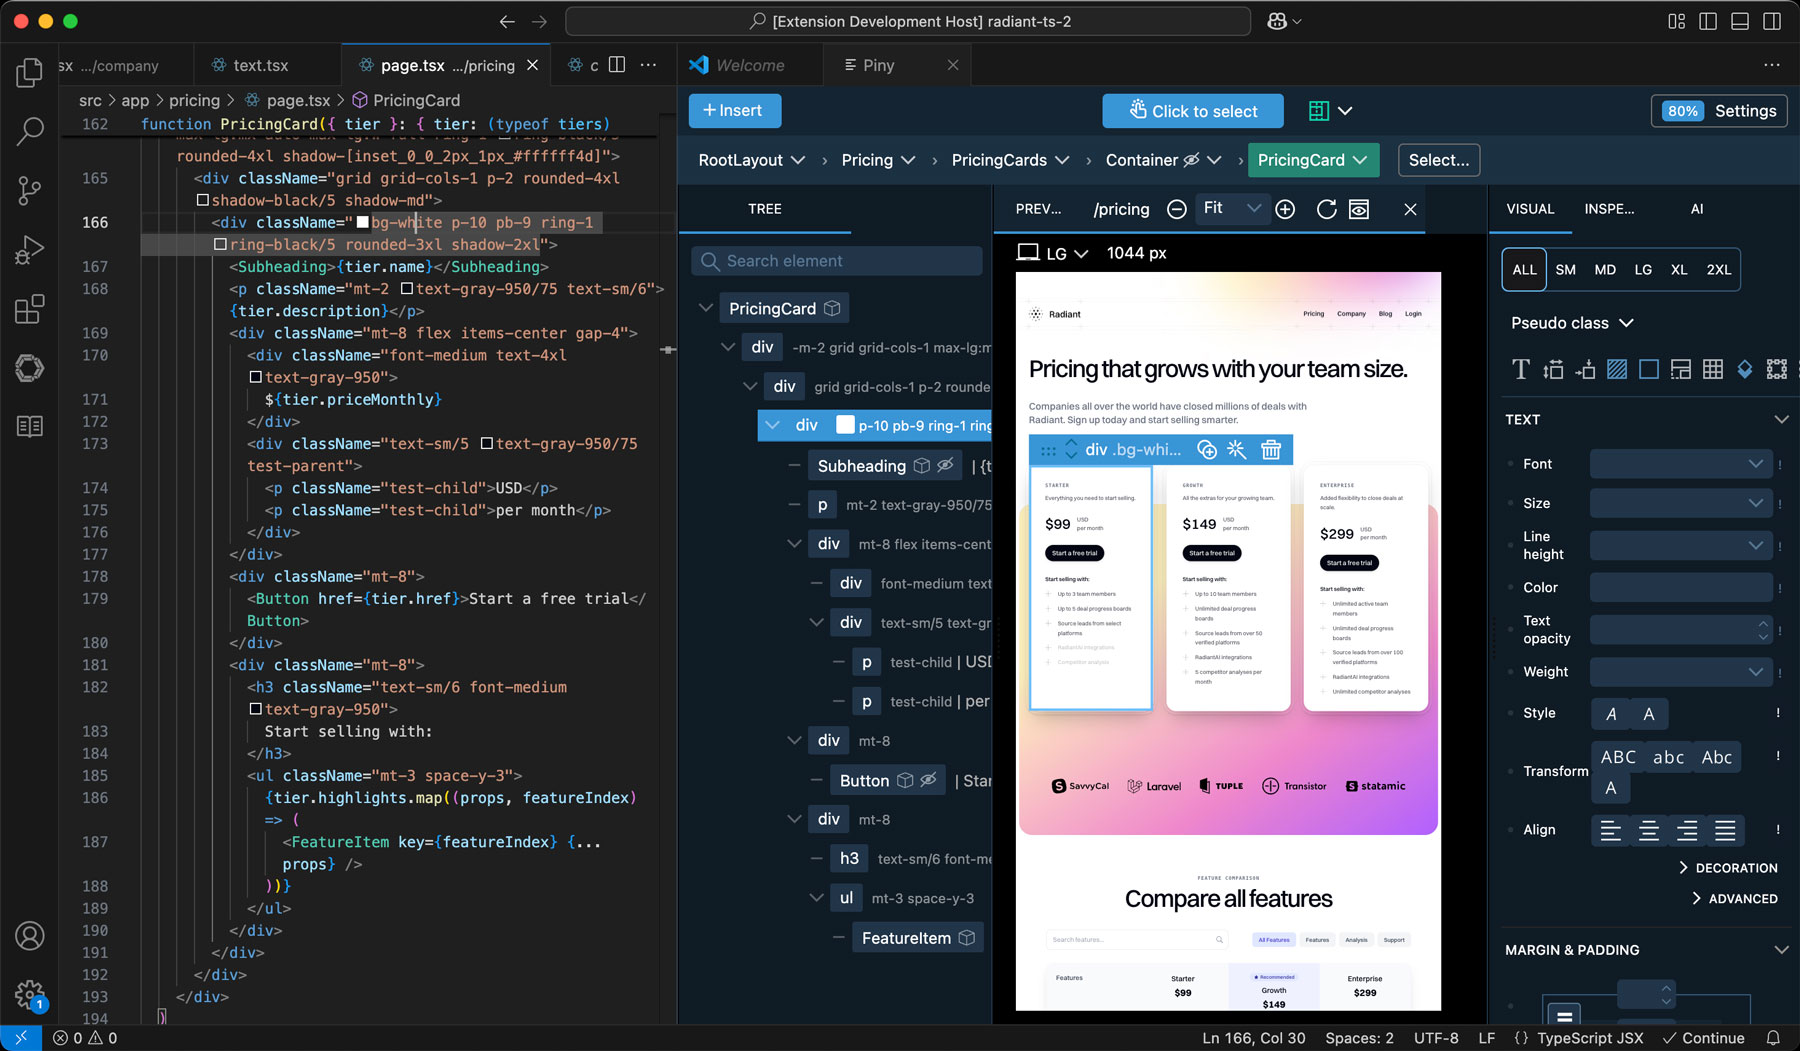 [Extension Development Host] radiant-ts-2
sx .../company
text.tsx
page.tsx .../pricing
c
Welcome
Piny
src > app > pricing > page.tsx > PricingCard
+ Insert
Click to select
80% Settings
RootLayout
Pricing
PricingCards
Container
PricingCard
Select...
162 function PricingCard({ tier }: { tier: (typeof tiers)
rounded-4xl shadow-[inset_0_0_2px_1px_#ffffff4d]">
165 <div className="grid grid-cols-1 p-2 rounded-4xl
shadow-black/5 shadow-md">
166 <div className="bg-white p-10 pb-9 ring-1
ring-black/5 rounded-3xl shadow-2xl">
167 <Subheading>{tier.name}</Subheading>
168 <p className="mt-2 text-gray-950/75 text-sm/6">
{tier.description}</p>
169 <div className="mt-8 flex items-center gap-4">
170 <div className="font-medium text-4xl
text-gray-950">
171 ${tier.priceMonthly}
172 </div>
173 <div className="text-sm/5 text-gray-950/75
test-parent">
174 <p className="test-child">USD</p>
175 <p className="test-child">per month</p>
176 </div>
177 </div>
178 <div className="mt-8">
179 <Button href={tier.href}>Start a free trial</
Button>
180 </div>
181 <div className="mt-8">
182 <h3 className="text-sm/6 font-medium
text-gray-950">
183 Start selling with:
184 </h3>
185 <ul className="mt-3 space-y-3">
186 {tier.highlights.map((props, featureIndex)
=> (
187 <FeatureItem key={featureIndex} {...
props} />
188 ))}
189 </ul>
190 </div>
191 </div>
192 </div>
193 </div>
194 )
TREE
Search element
PricingCard
div -m-2 grid grid-cols-1 max-lg:m
div grid grid-cols-1 p-2 rounde
div p-10 pb-9 ring-1 ring
Subheading | {t
p mt-2 text-gray-950/75
div mt-8 flex items-cent
div font-medium text
div text-sm/5 text-gr
p test-child | USD
p test-child | per
div mt-8
Button | Star
div mt-8
h3 text-sm/6 font-me
ul mt-3 space-y-3
FeatureItem
PREV...
/pricing
Fit
LG
1044 px
Radiant
Pricing
Company
Blog
Login
Pricing that grows with your team size.
Companies all over the world have closed millions of deals with
Radiant. Sign up today and start selling smarter.
div .bg-whi...
STARTER
Everything you need to start selling.
$99
USD
per month
Start a free trial
Start selling with:
Up to 3 team members
Up to 5 deal progress boards
Source leads from select
platforms
RadiantAI integrations
Competitor analysis
GROWTH
All the extras for your growing team.
$149
USD
per month
Start a free trial
Start selling with:
Up to 10 team members
Unlimited deal progress
boards
Source leads from over 50
verified platforms
RadiantAI integrations
5 competitor analyses per
month
ENTERPRISE
Added flexibility to close deals at
scale.
$299
USD
per month
Start a free trial
Start selling with:
Unlimited active team
members
Unlimited deal progress
boards
Source leads from over 100
verified platforms
RadiantAI integrations
Unlimited competitor analyses
SavvyCal
Laravel
TUPLE
Transistor
statamic
FEATURE COMPARISON
Compare all features
Search features...
All Features
Features
Analysis
Support
Features
Starter
$99
Recommended
Growth
$149
Enterprise
$299
VISUAL
INSPE...
AI
ALL SM MD LG XL 2XL
Pseudo class
TEXT
Font !
Size !
Line
height !
Color !
Text
opacity !
Weight !
Style A A !
Transform ABC abc Abc !
A
Align !
DECORATION
ADVANCED
MARGIN & PADDING
1
0 0
Ln 166, Col 30
Spaces: 2
UTF-8
LF
{} TypeScript JSX
Continue